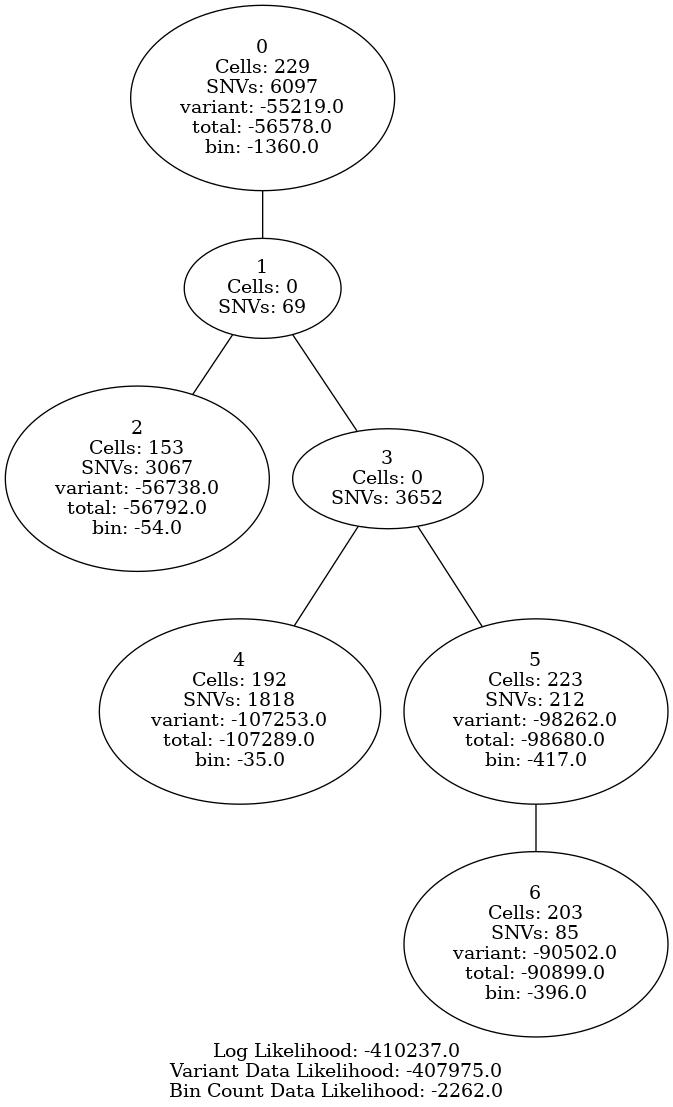 0
Cells: 229
SNVs: 6097
variant: -55219.0
total: -56578.0
bin: -1360.0
1
Cells: 0
SNVs: 69
2
Cells: 153
SNVs: 3067
variant: -56738.0
total: -56792.0
bin: -54.0
3
Cells: 0
SNVs: 3652
4
Cells: 192
SNVs: 1818
variant: -107253.0
total: -107289.0
bin: -35.0
5
Cells: 223
SNVs: 212
variant: -98262.0
total: -98680.0
bin: -417.0
6
Cells: 203
SNVs: 85
variant: -90502.0
total: -90899.0
bin: -396.0
Log Likelihood: -410237.0
Variant Data Likelihood: -407975.0
Bin Count Data Likelihood: -2262.0